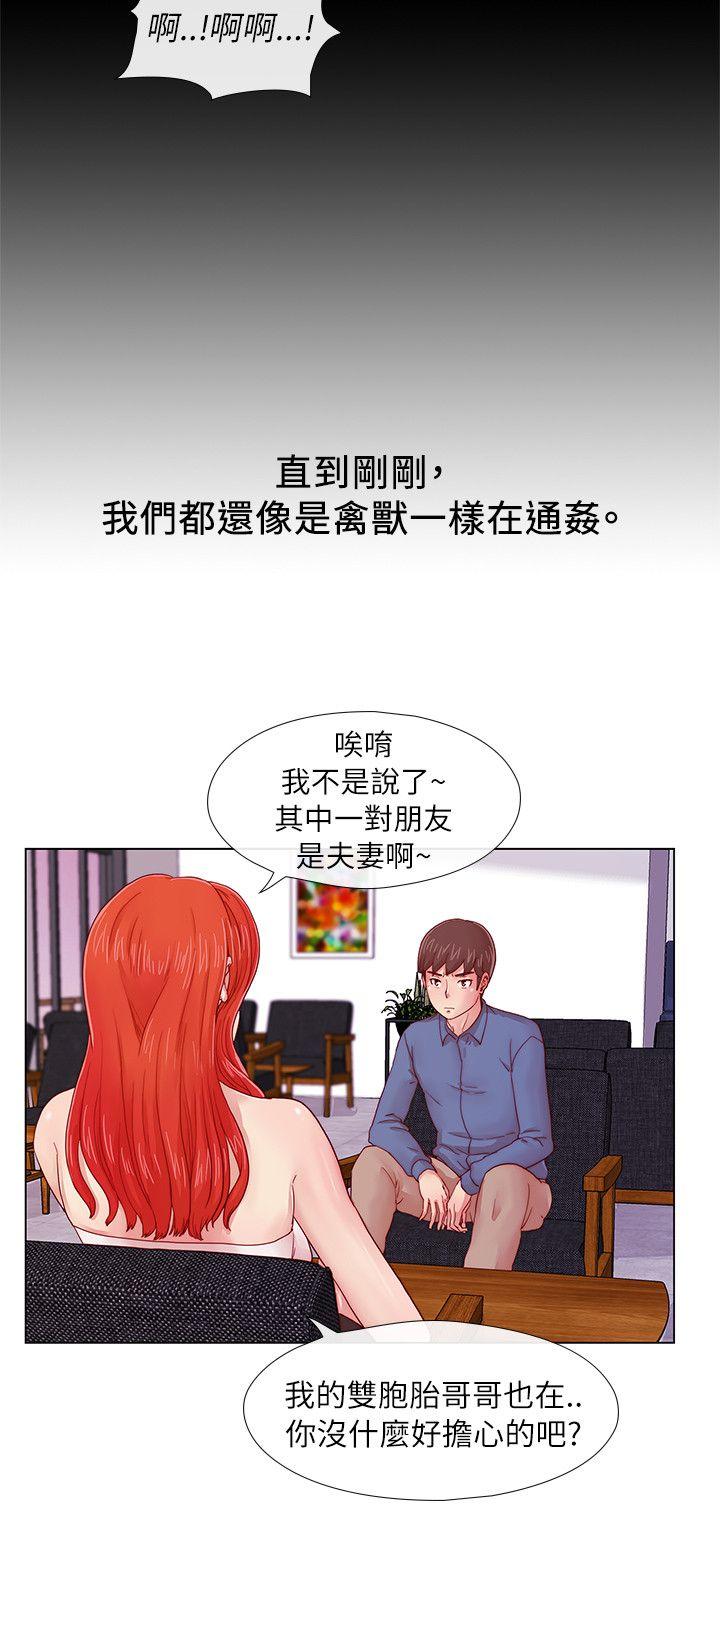 啊..!啊啊...!
直到剛剛，
我們都還像是禽獸一樣在通姦。
唉唷
我不是說了~
其中一對朋友
是夫妻啊~
我的雙胞胎哥哥也在..
你沒什麼好擔心的吧?